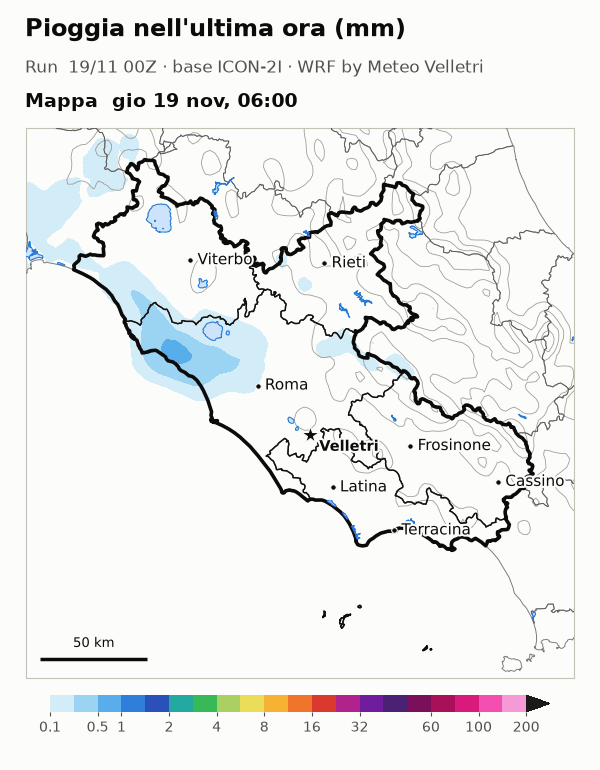 Pioggia nell'ultima ora (mm)
Run 19/11 00Z · base ICON-2I · WRF by Meteo Velletri
Mappa gio 19 nov, 06:00
Viterbo
Rieti
Roma
Velletri
Frosinone
Cassino
Latina
Terracina
50 km
0.1 0.5 1 2 4 8 16 32 60 100 200